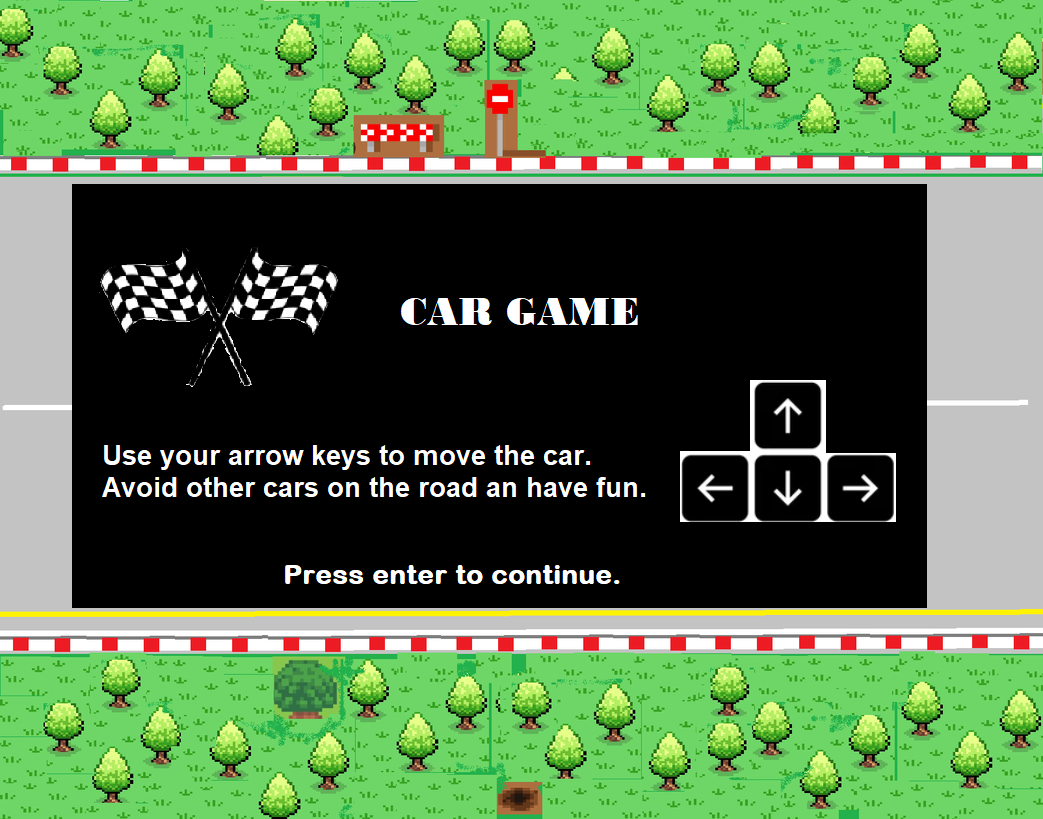 CAR GAME
Use your arrow keys to move the car.
Avoid other cars on the road an have fun.
Press enter to continue.